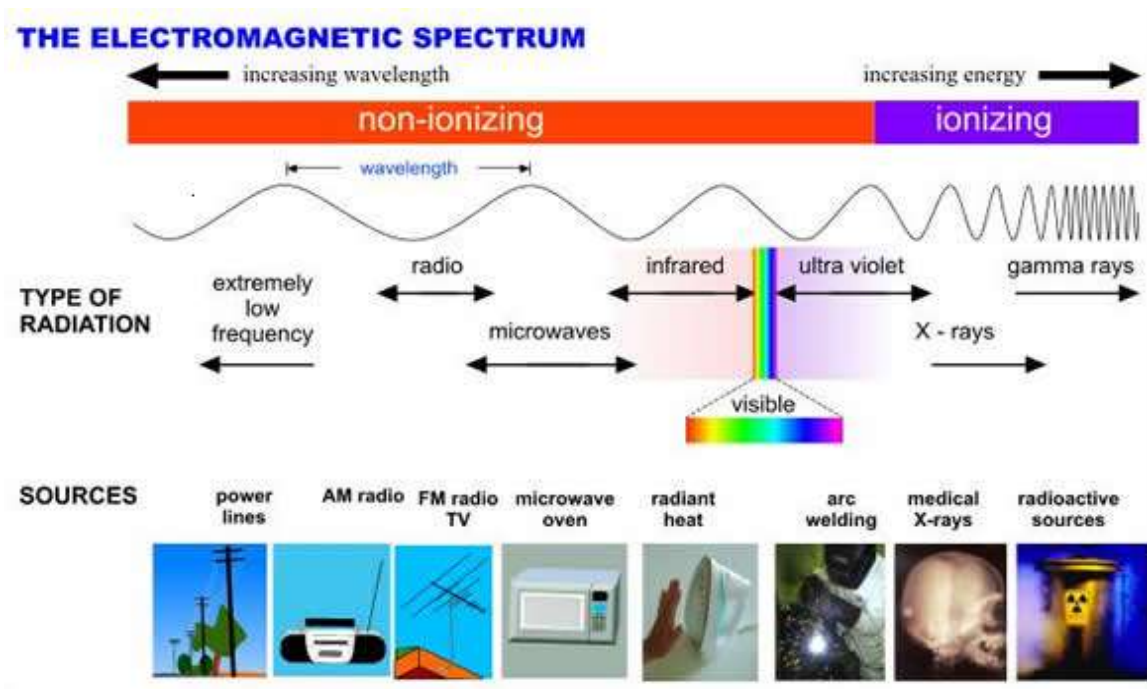 THE ELECTROMAGNETIC SPECTRUM
increasing wavelength
increasing energy
non-ionizing
ionizing
wavelength
TYPE OF
RADIATION
extremely
low
frequency
radio
microwaves
infrared
visible
ultra violet
X - rays
gamma rays
SOURCES
power
lines
AM radio
FM radio
TV
microwave
oven
radiant
heat
arc
welding
medical
X-rays
radioactive
sources